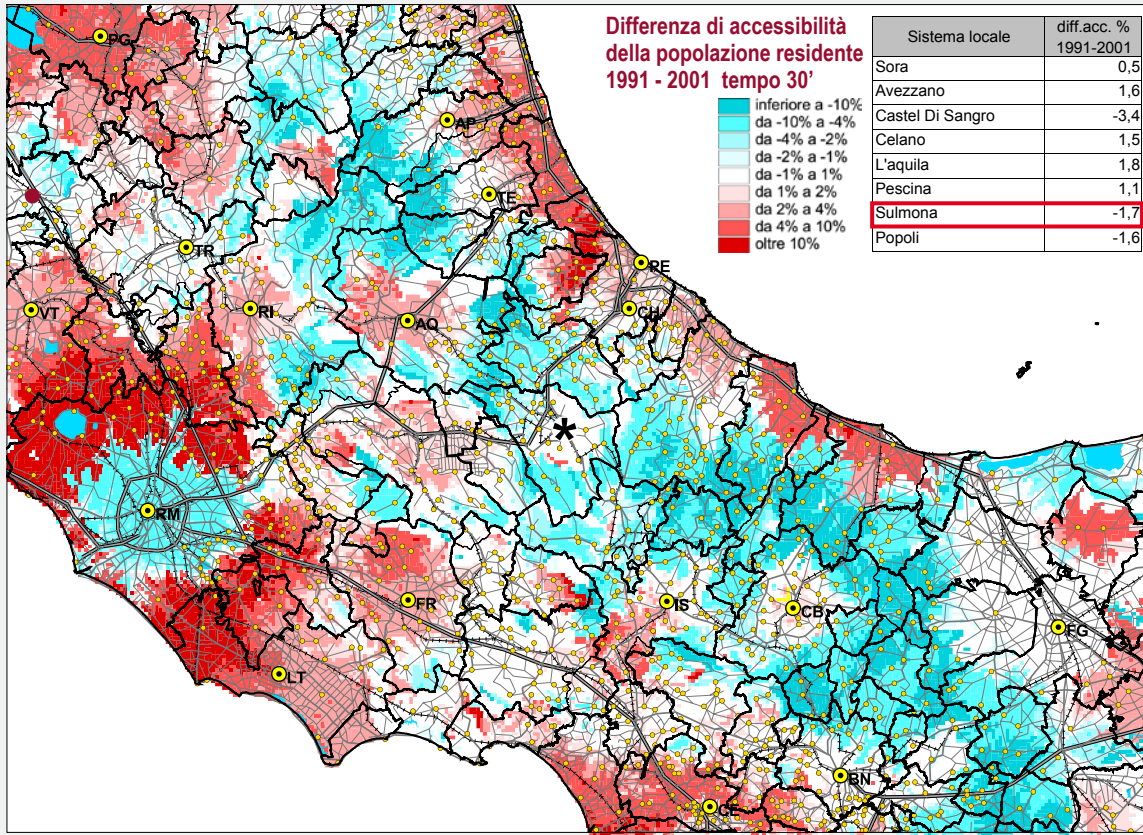 Differenza di accessibilità
della popolazione residente
1991 - 2001 tempo 30'
inferiore a -10%
da -10% a -4%
da -4% a -2%
da -2% a -1%
da -1% a 1%
da 1% a 2%
da 2% a 4%
da 4% a 10%
oltre 10%
Sistema locale diff.acc. %
1991-2001
Sora 0,5
Avezzano 1,6
Castel Di Sangro -3,4
Celano 1,5
L'aquila 1,8
Pescina 1,1
Sulmona -1,7
Popoli -1,6
PG
AP
TE
TR
PE
VT
RI
AQ
CH
*
RM
FR
IS
CB
FG
LT
BN
CE